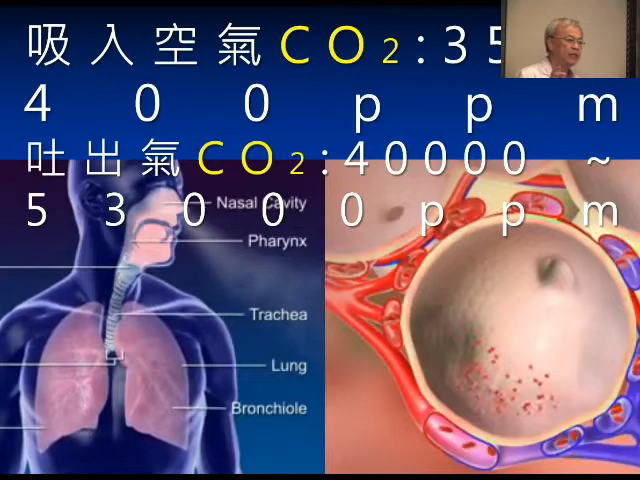 吸入空氣CO2:35
400ppm
吐出氣CO2:40000~
53000ppm
Nasal Cavity
Pharynx
Trachea
Lung
Bronchiole